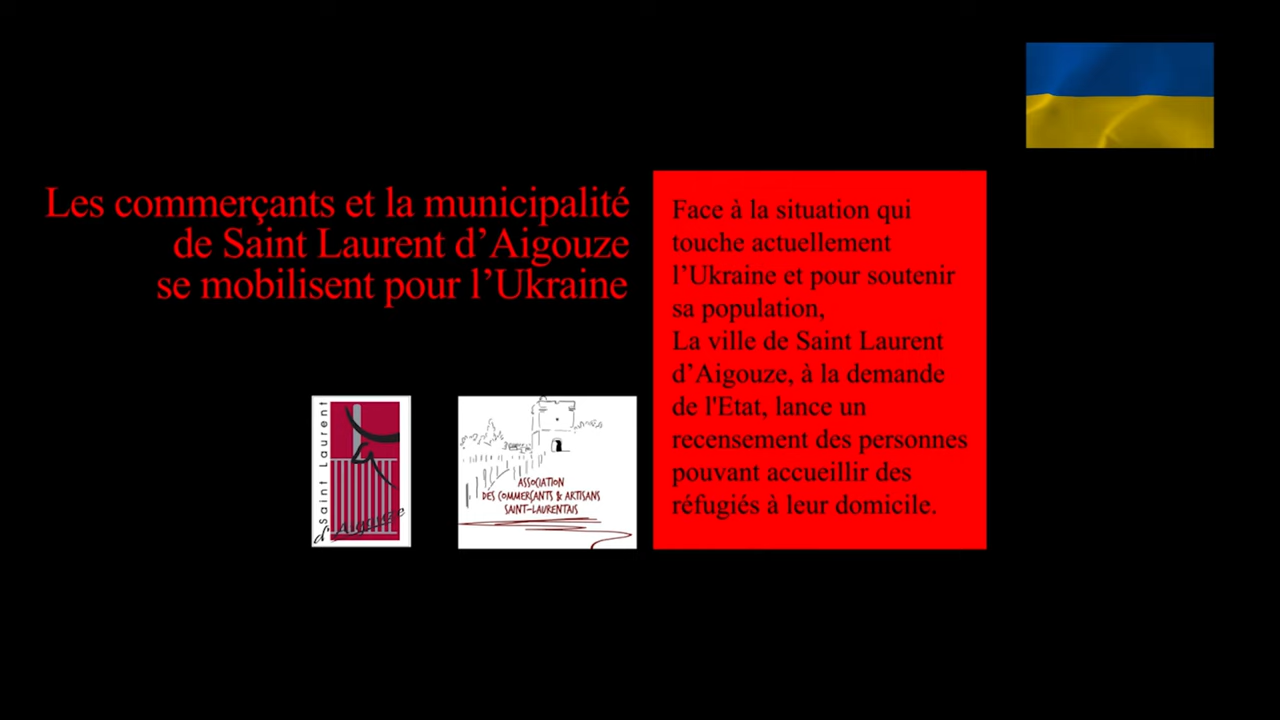 Les commerçants et la municipalité
de Saint Laurent d’Aigouze
se mobilisent pour l’Ukraine
Face à la situation qui
touche actuellement
l’Ukraine et pour soutenir
sa population,
La ville de Saint Laurent
d’Aigouze, à la demande
de l'Etat, lance un
recensement des personnes
pouvant accueillir des
réfugiés à leur domicile.
Saint Laurent
d'Aigouze
ASSOCIATION
DES COMMERÇANTS & ARTISANS
SAINT-LAURENTAIS